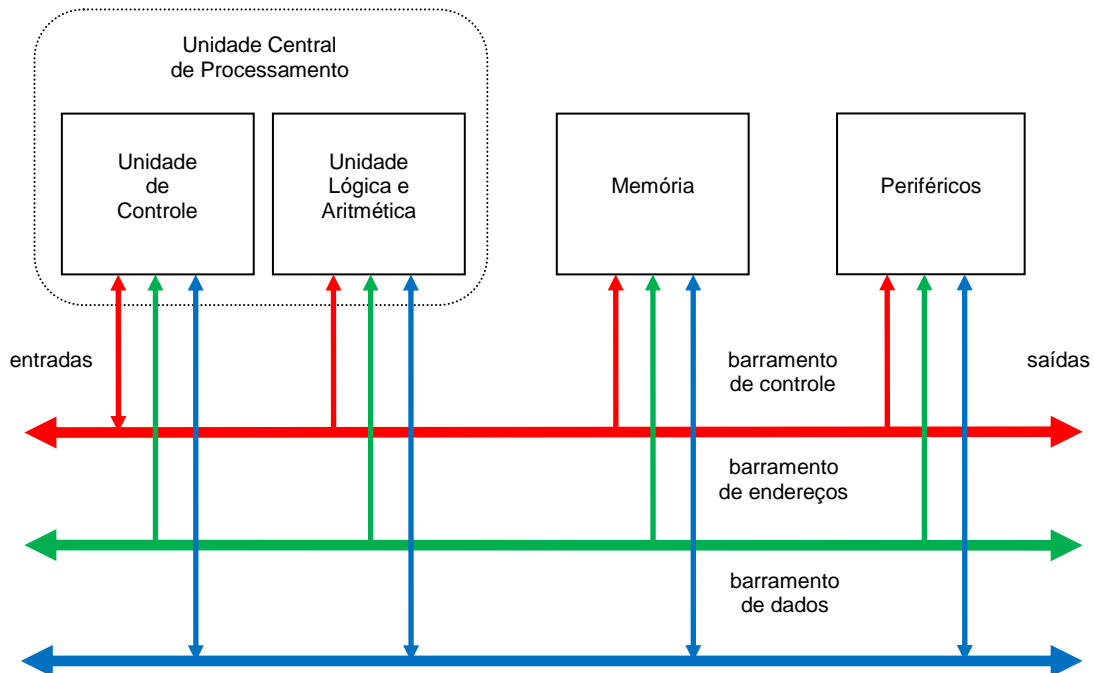 Unidade Central
de Processamento
Unidade
de
Controle
Unidade
Lógica e
Aritmética
Memória
Periféricos
entradas
barramento
de controle
saídas
barramento
de endereços
barramento
de dados